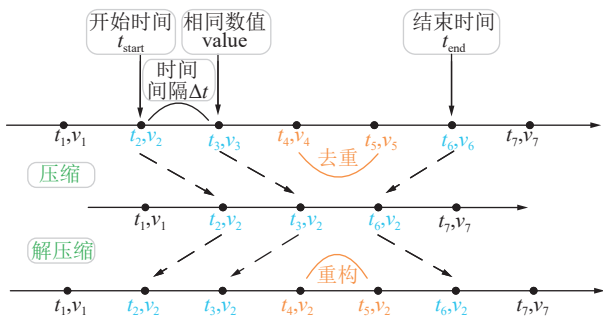 开始时间
t_start
相同数值
value
结束时间
t_end
时间
间隔Δt
t₁,v₁ t₂,v₂ t₃,v₃ t₄,v₄ t₅,v₅ t₆,v₆ t₇,v₇
去重
压缩
t₁,v₁ t₂,v₂ t₃,v₂ t₆,v₂ t₇,v₇
解压缩
重构
t₁,v₁ t₂,v₂ t₃,v₂ t₄,v₂ t₅,v₂ t₆,v₂ t₇,v₇